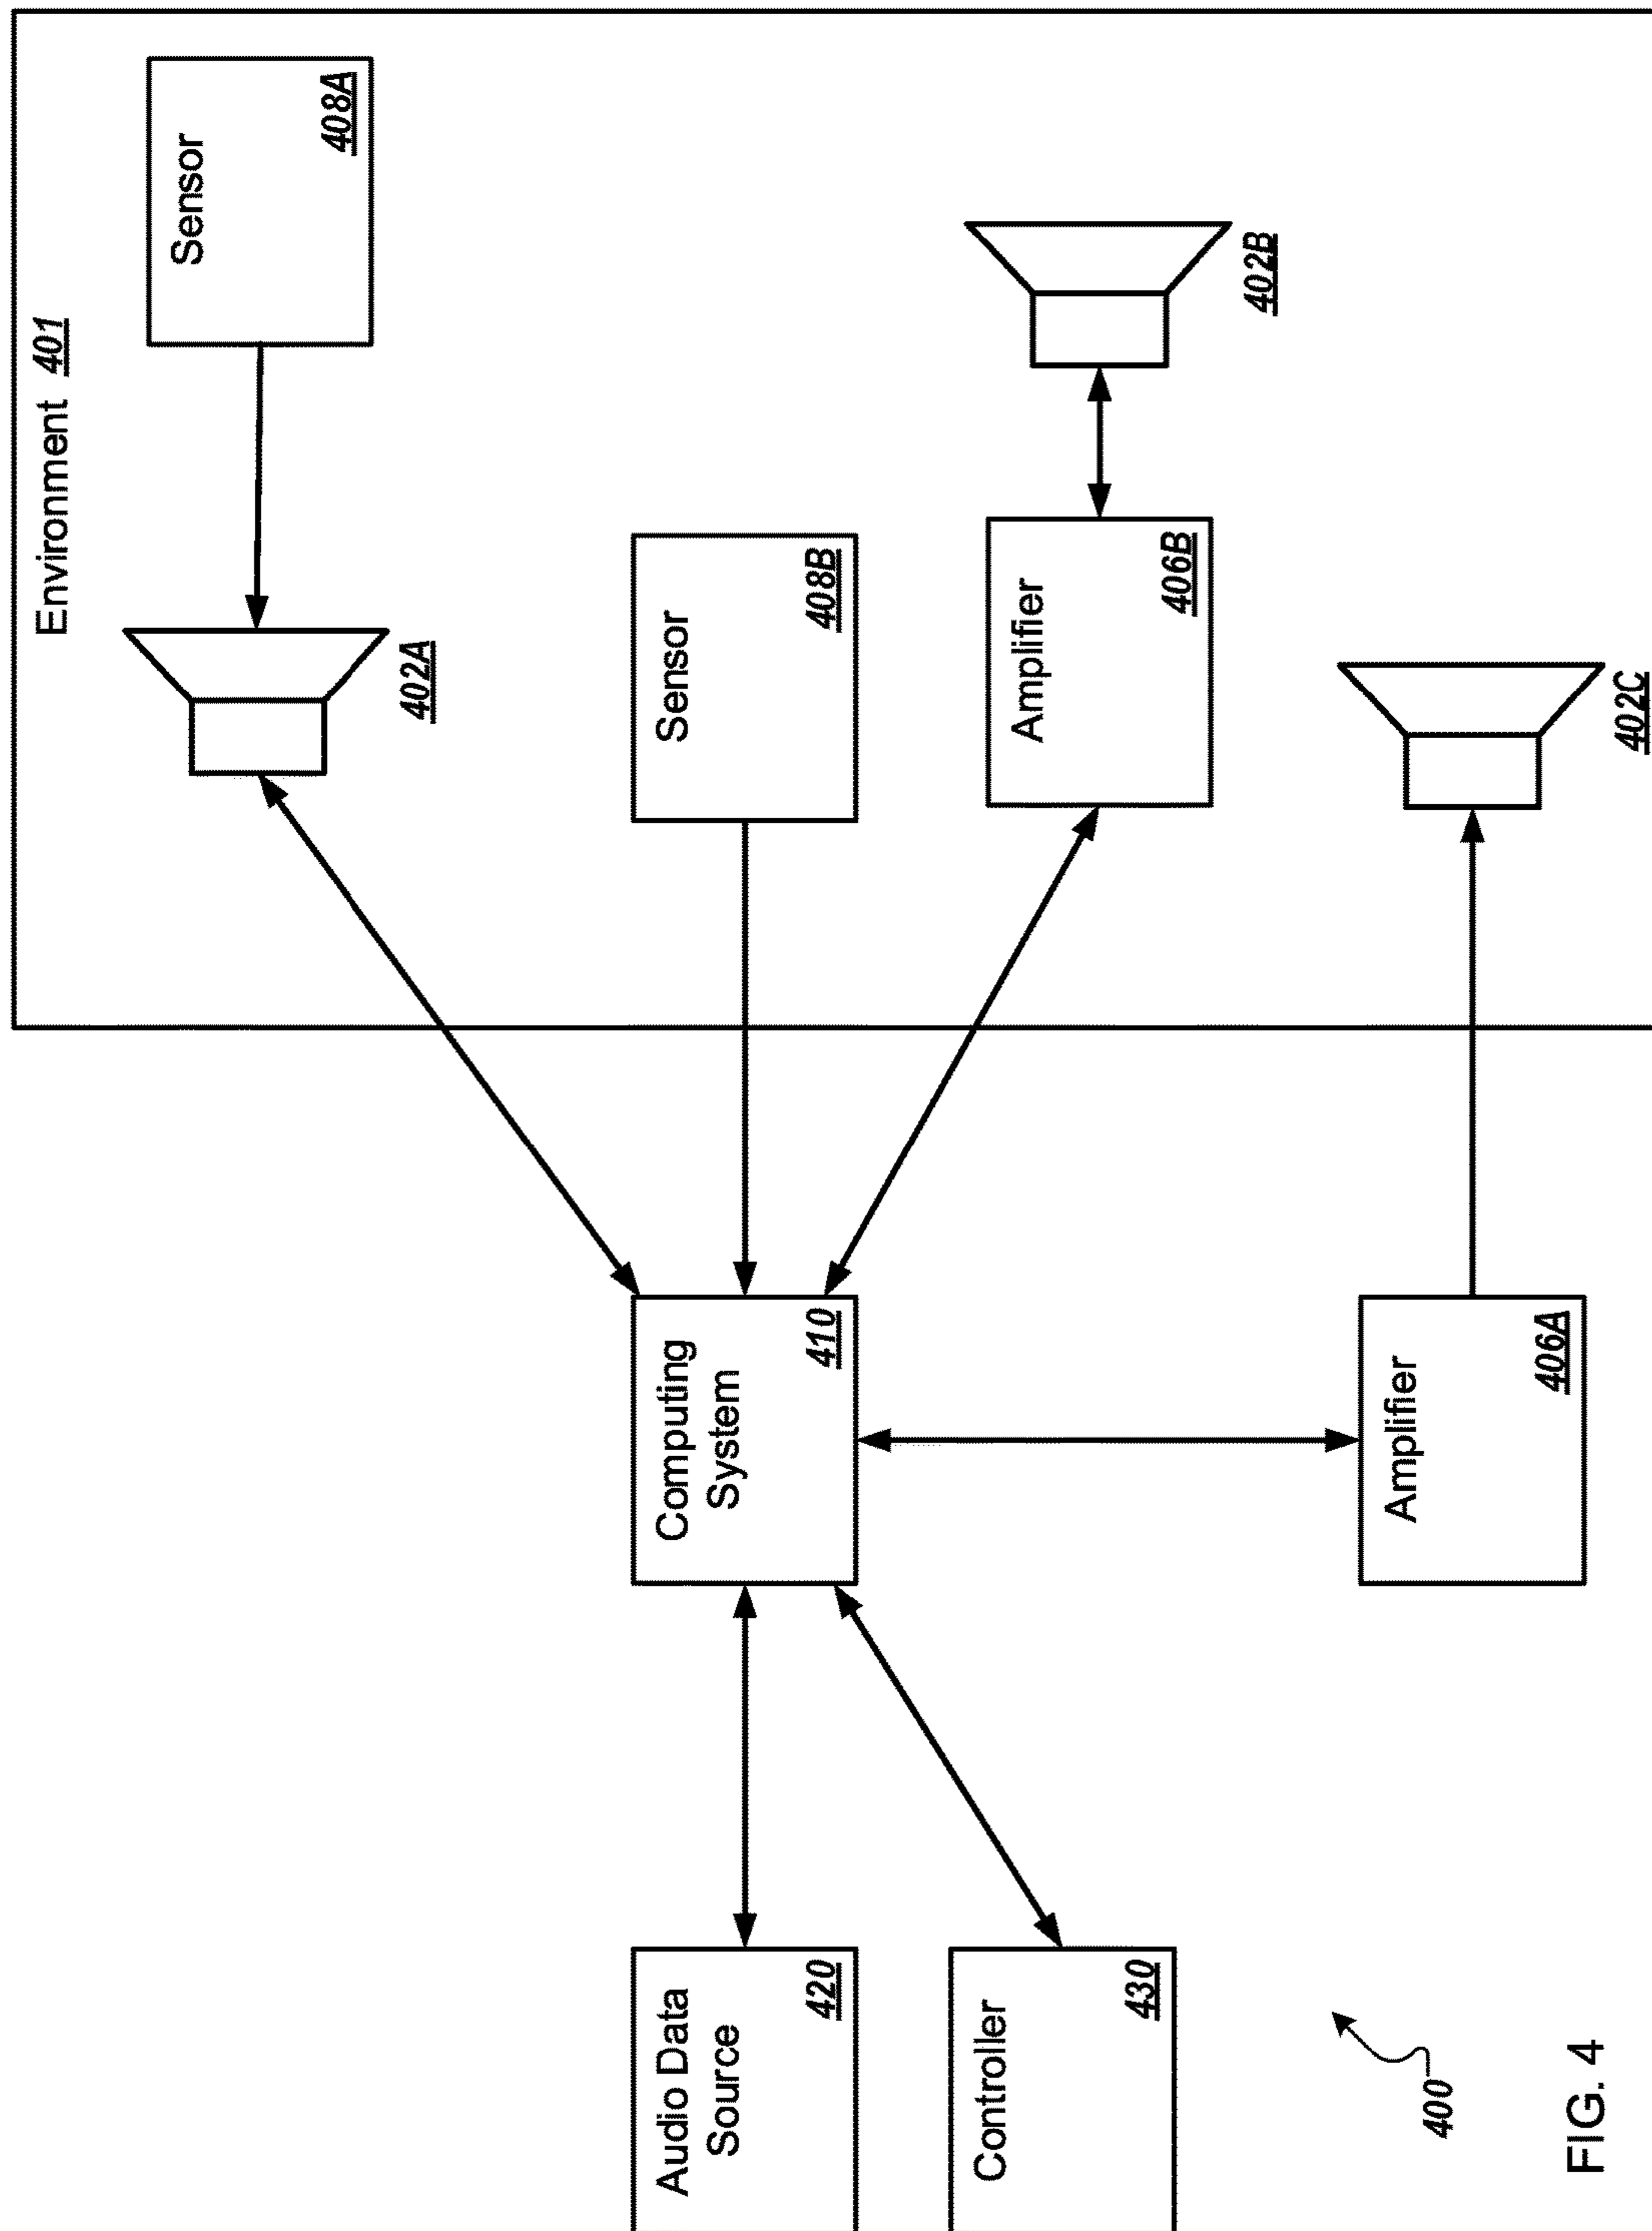 Environment 401
Sensor
408A
402A
Sensor
408B
Amplifier
406B
402B
402C
Computing
System
410
Amplifier
406A
Audio Data
Source
420
Controller
430
400
FIG. 4